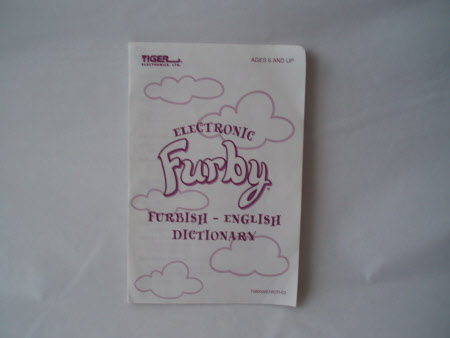 TIGER
ELECTRONICS, LTD.
AGES 6 AND UP
ELECTRONIC
Furby
FURBISH - ENGLISH
DICTIONARY